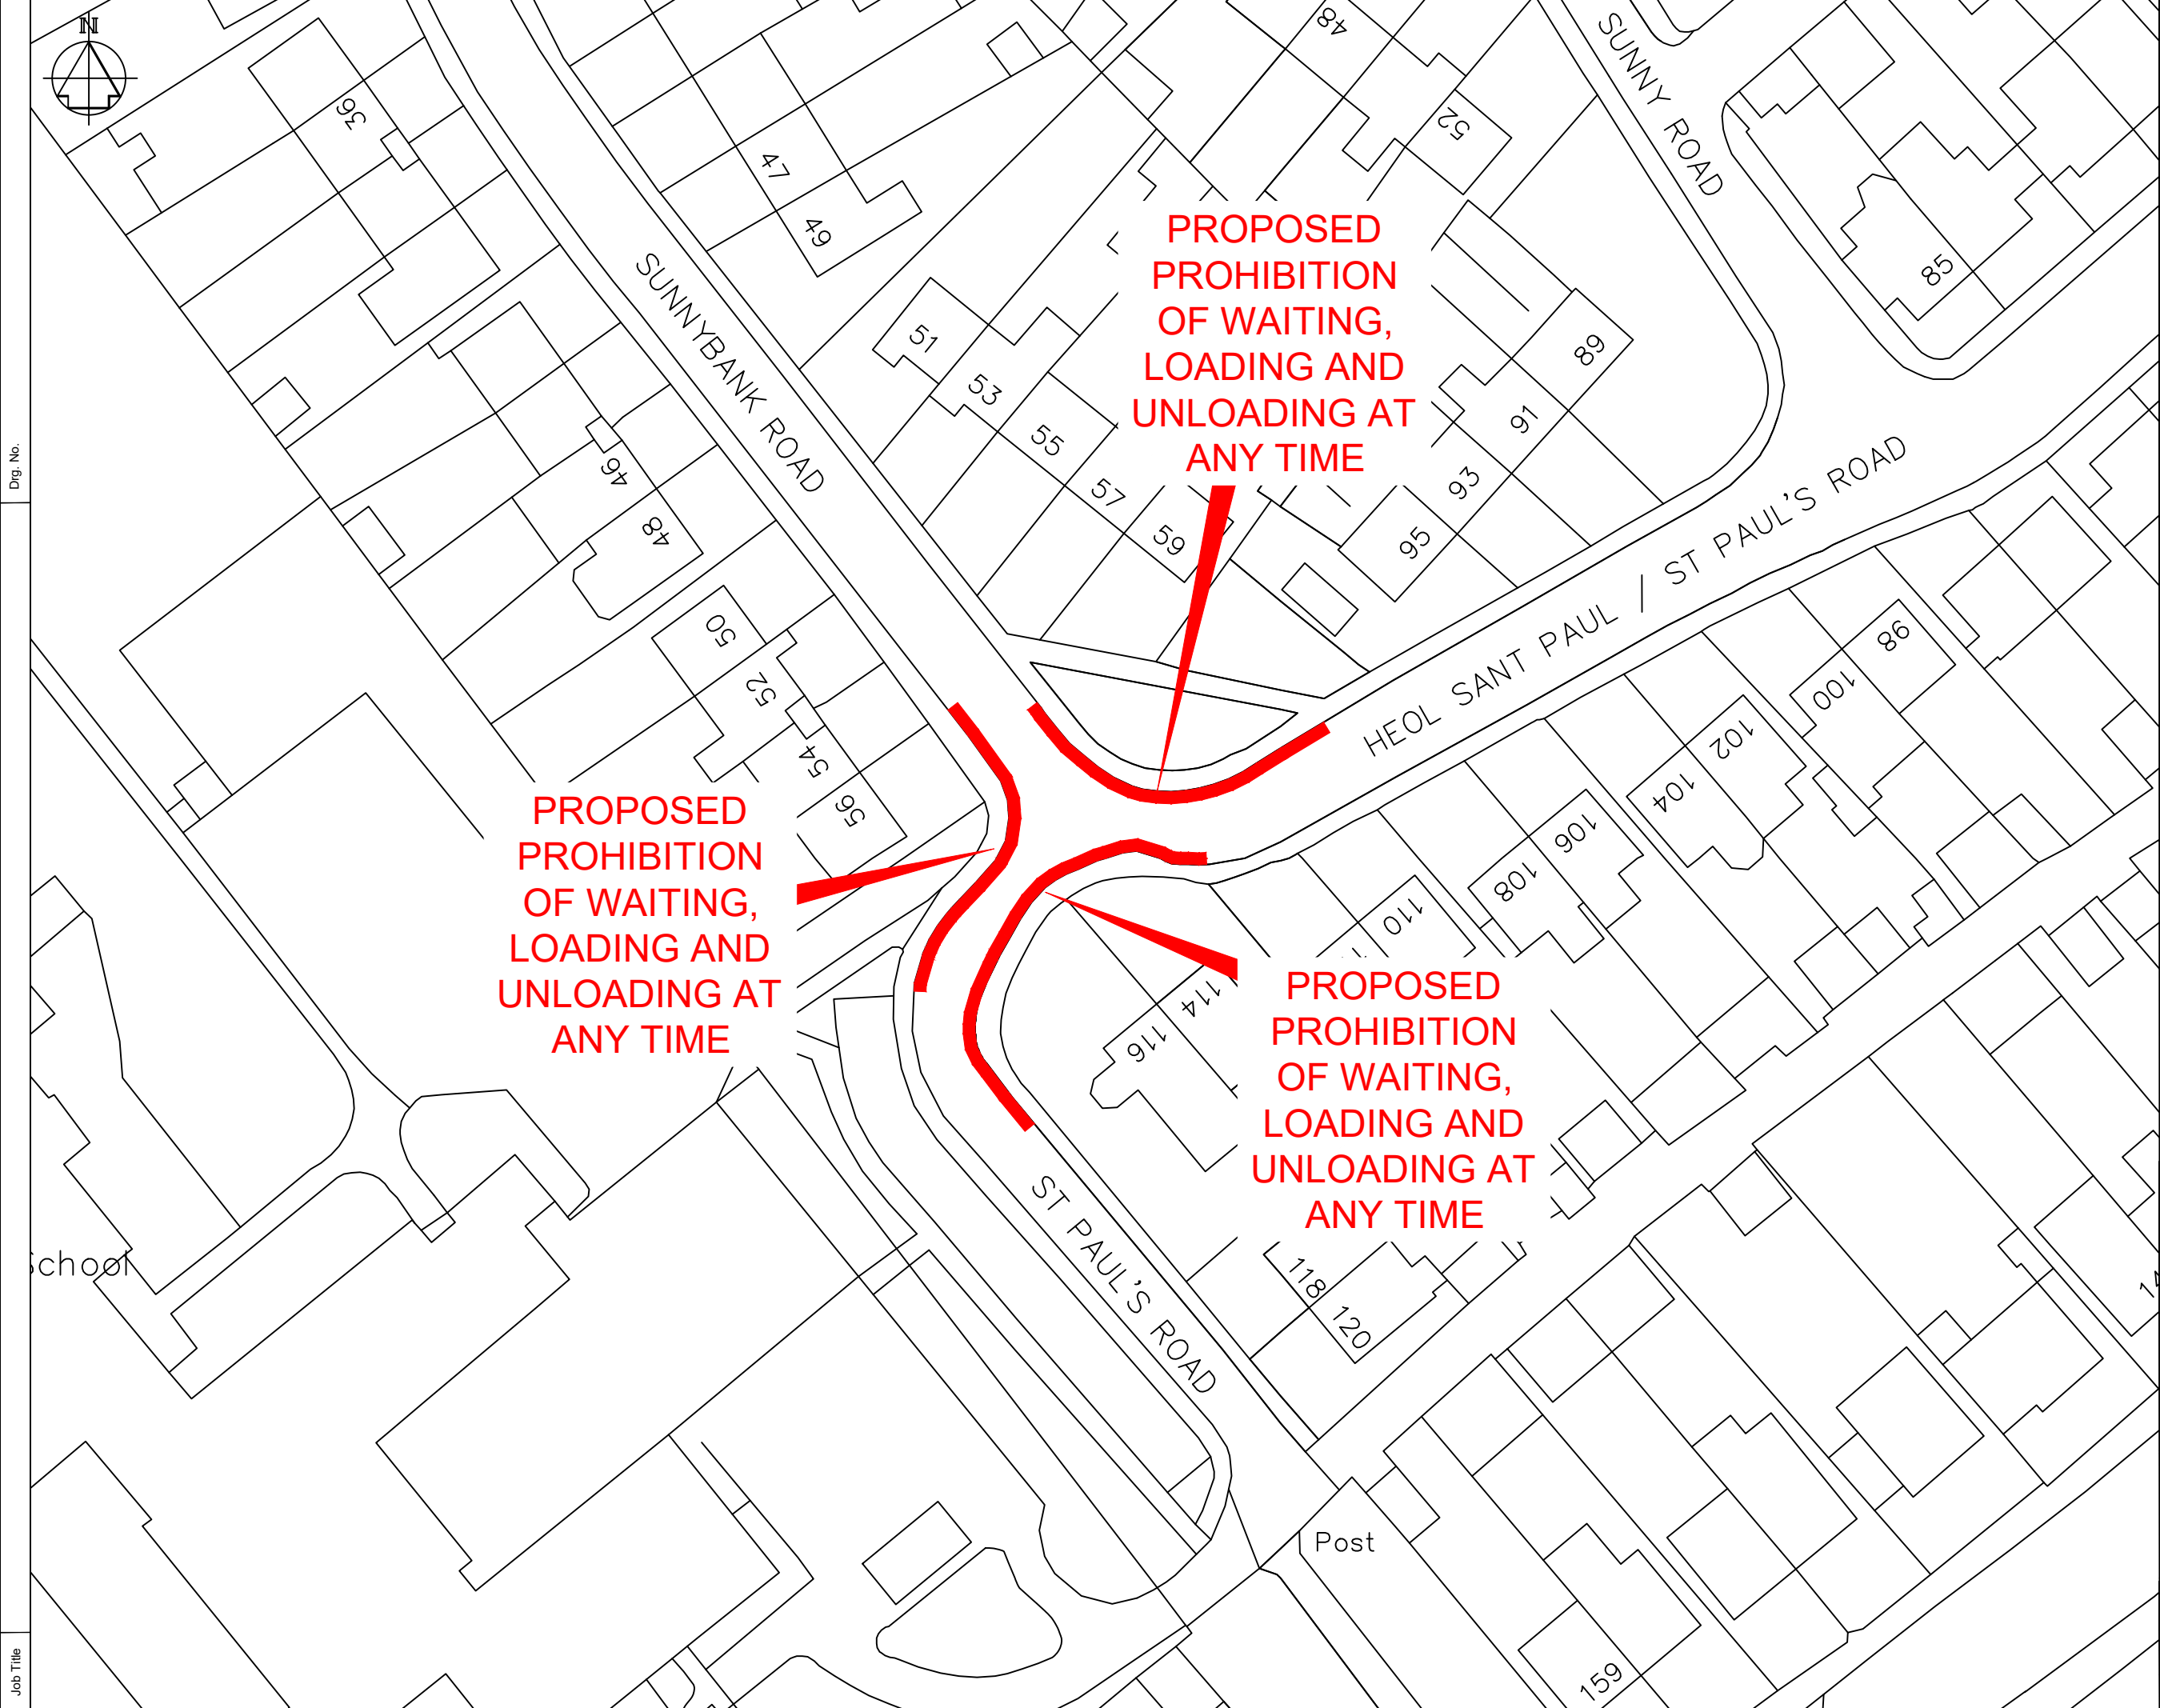 N
36
47
49
48
52
SUNNY ROAD
85
SUNNYBANK ROAD
PROPOSED
PROHIBITION
OF WAITING,
LOADING AND
UNLOADING AT
ANY TIME
51
53
55
57
59
89
91
93
95
46
48
50
52
54
56
HEOL SANT PAUL / ST PAUL'S ROAD
98
100
102
104
106
108
110
114
116
PROPOSED
PROHIBITION
OF WAITING,
LOADING AND
UNLOADING AT
ANY TIME
PROPOSED
PROHIBITION
OF WAITING,
LOADING AND
UNLOADING AT
ANY TIME
118
120
ST PAUL'S ROAD
School
Post
159
Drg. No.
Job Title